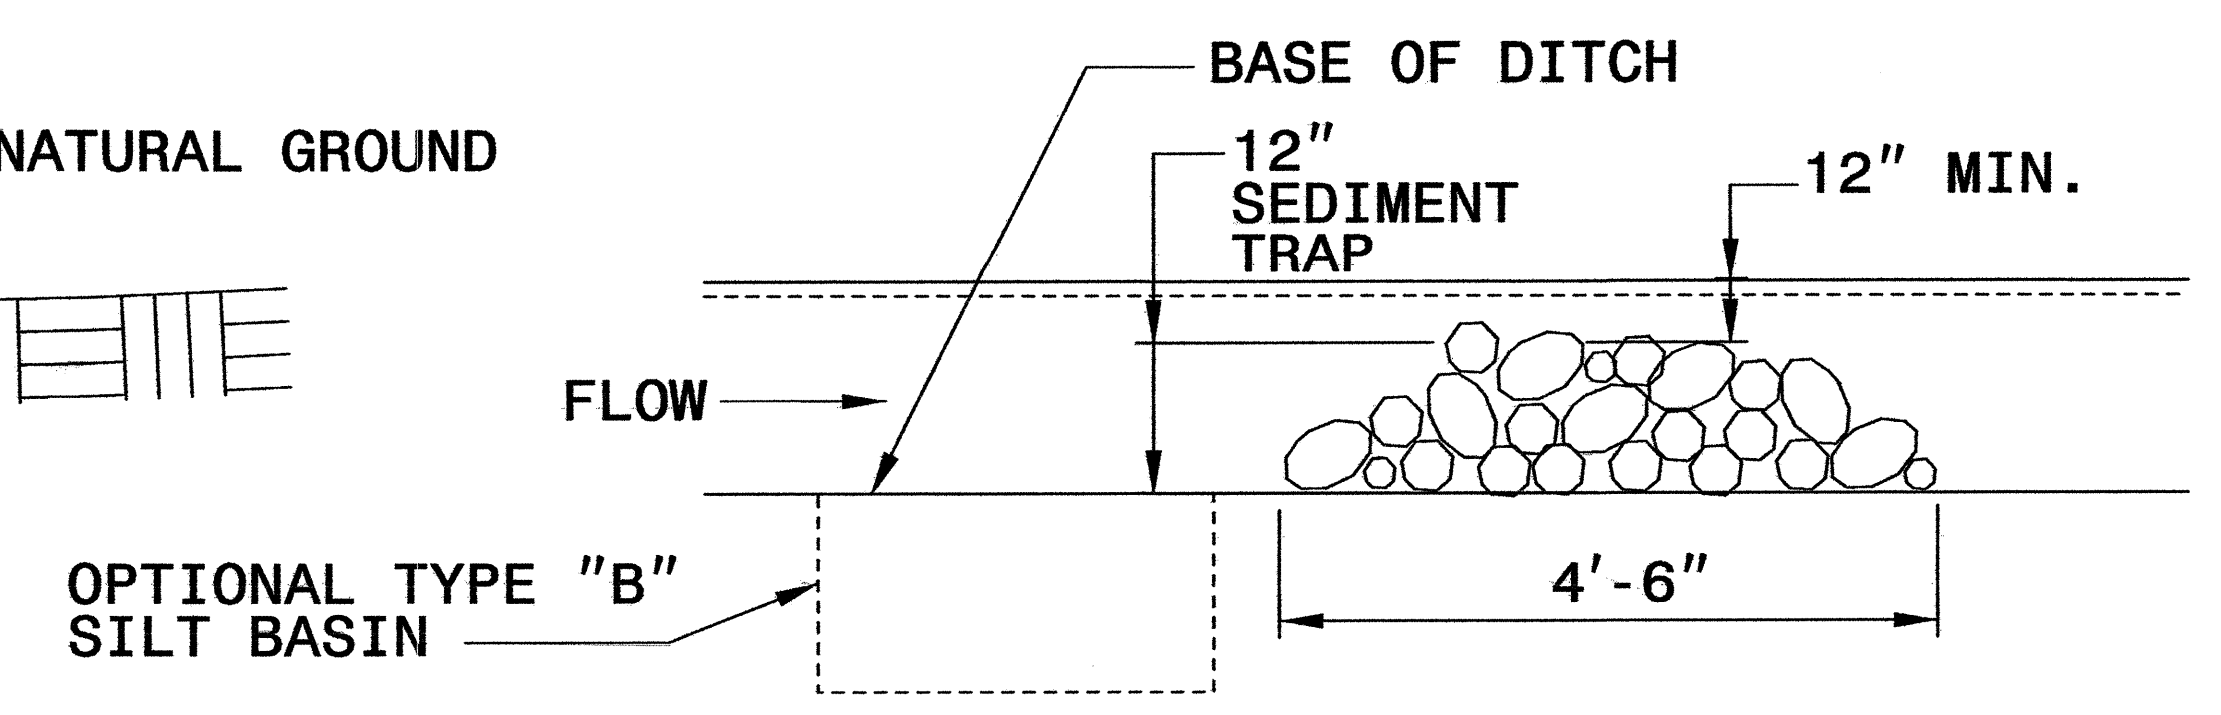 BASE OF DITCH
NATURAL GROUND
12"
SEDIMENT
TRAP
12" MIN.
FLOW
OPTIONAL TYPE "B"
SILT BASIN
4'-6"